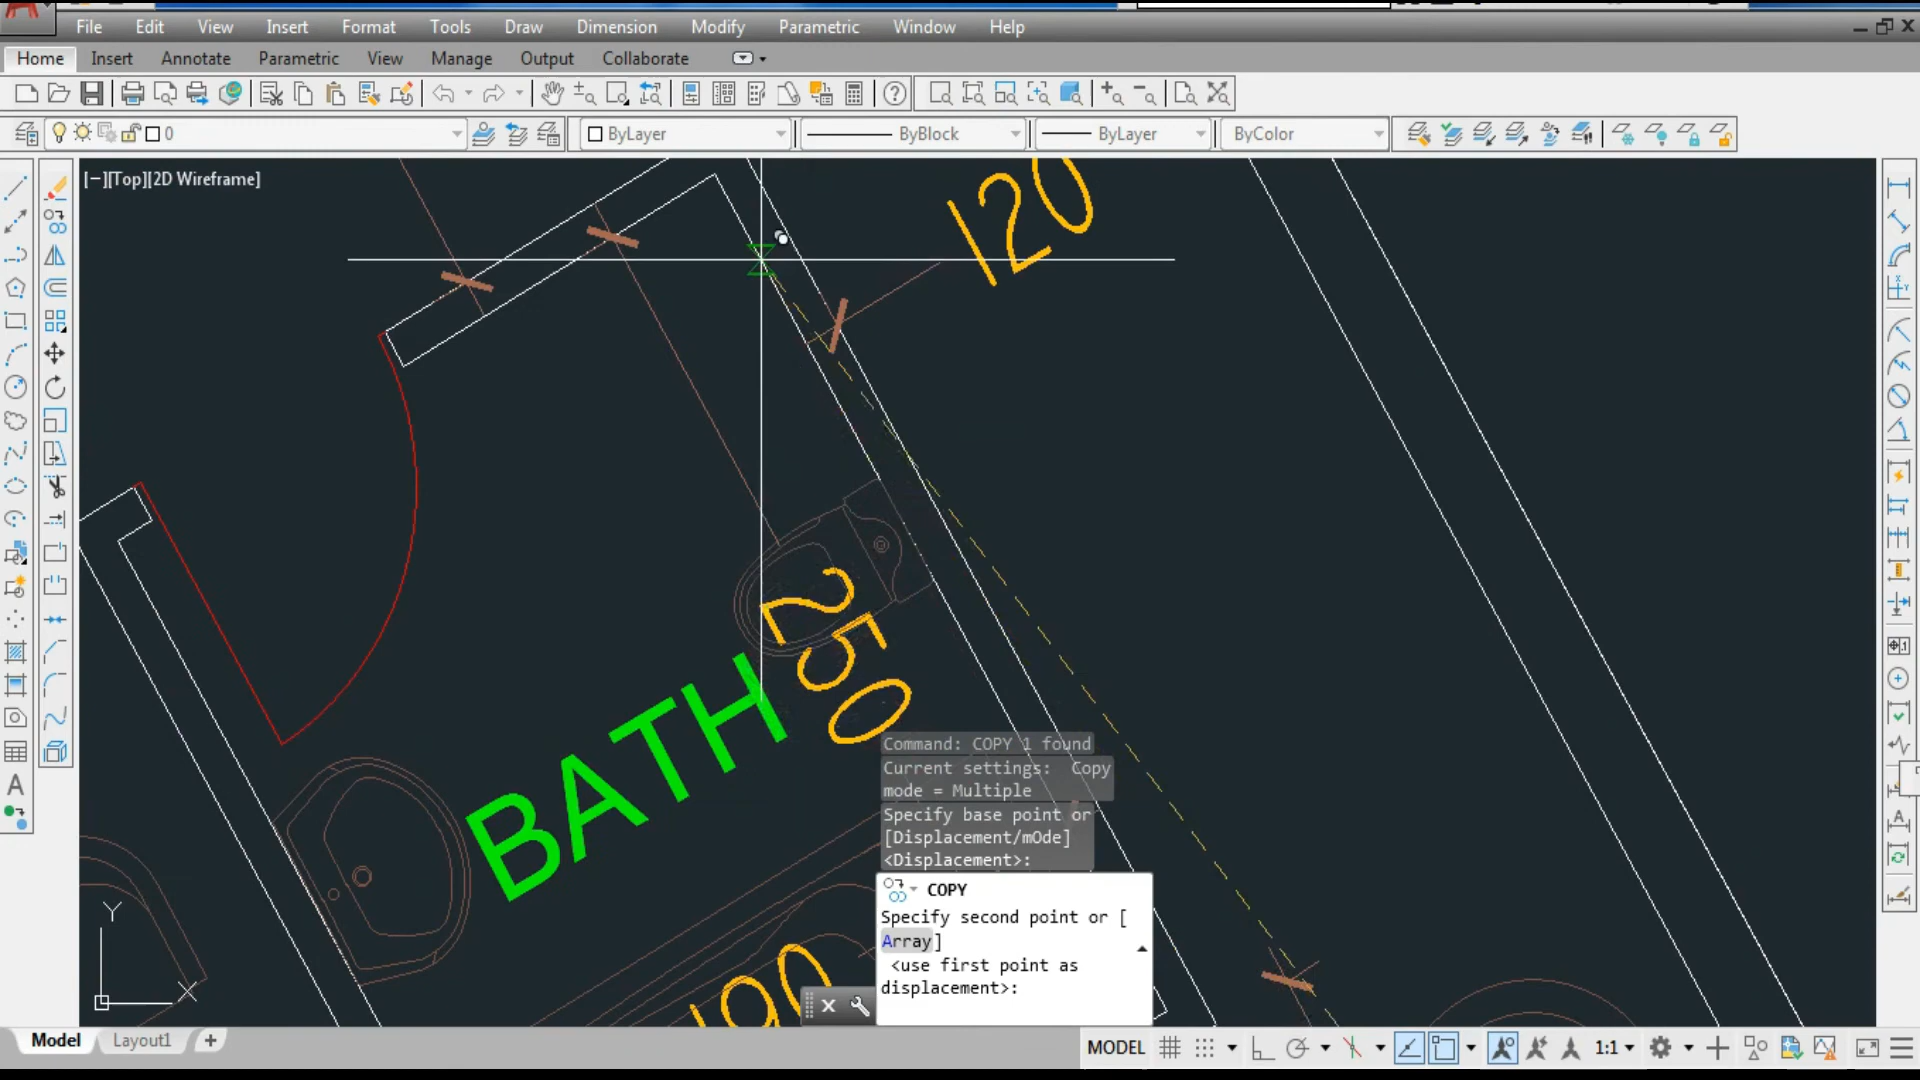 File Edit View Insert Format Tools Draw Dimension Modify Parametric Window Help
Home Insert Annotate Parametric View Manage Output Collaborate
0 ByLayer ByBlock ByLayer ByColor
[−][Top][2D Wireframe]
120
250
BATH
190
Command: COPY 1 found
Current settings:  Copy
mode = Multiple
Specify base point or
[Displacement/mOde]
<Displacement>:
COPY
Specify second point or [
Array]
<use first point as
displacement>:
Y
X
Model Layout1 +
MODEL 1:1